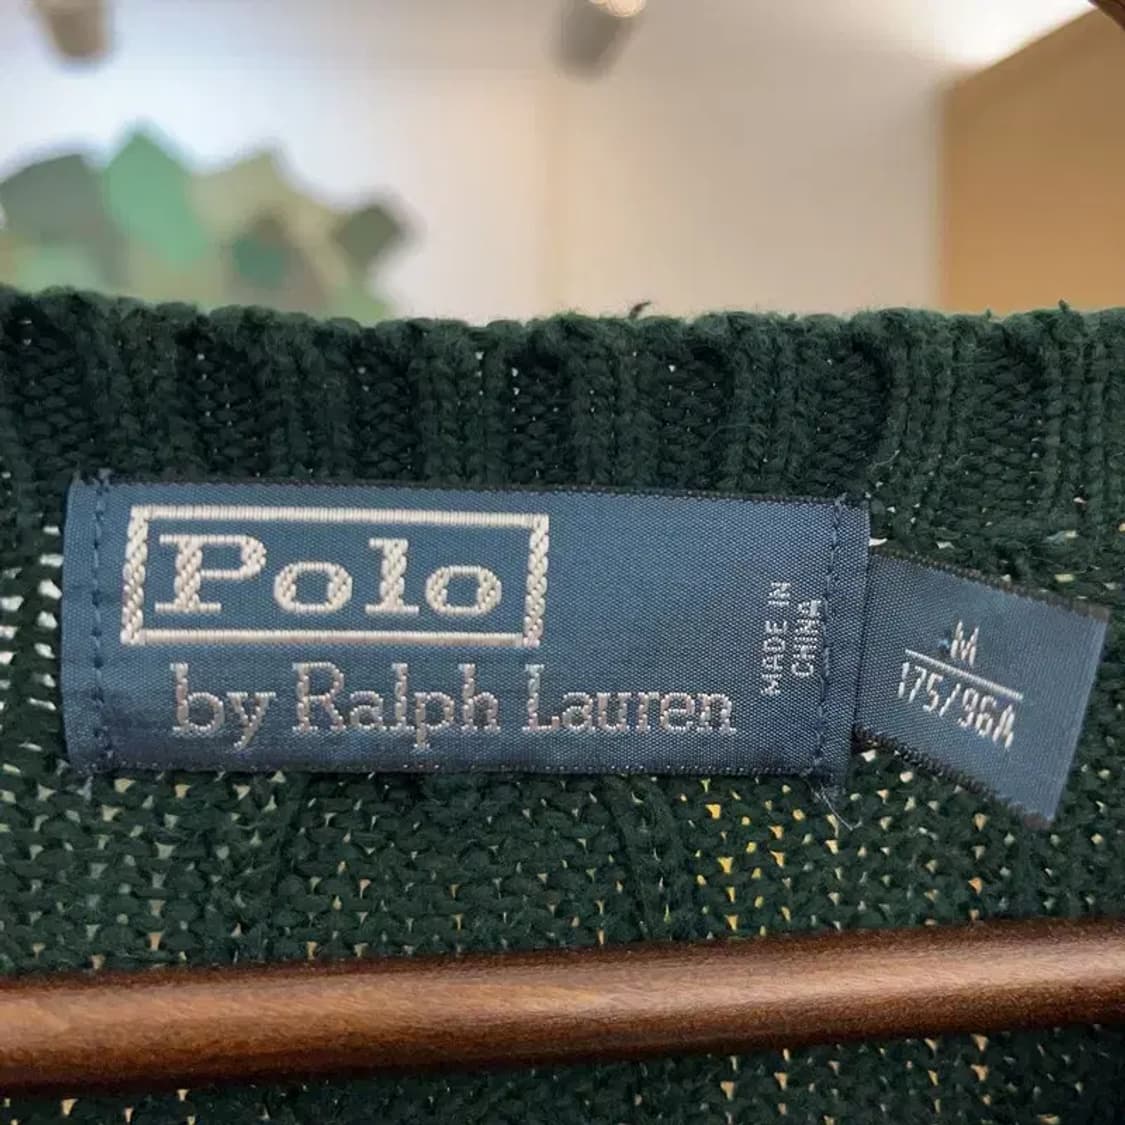 Polo
by Ralph Lauren
MADE IN
CHINA
M
175/96A